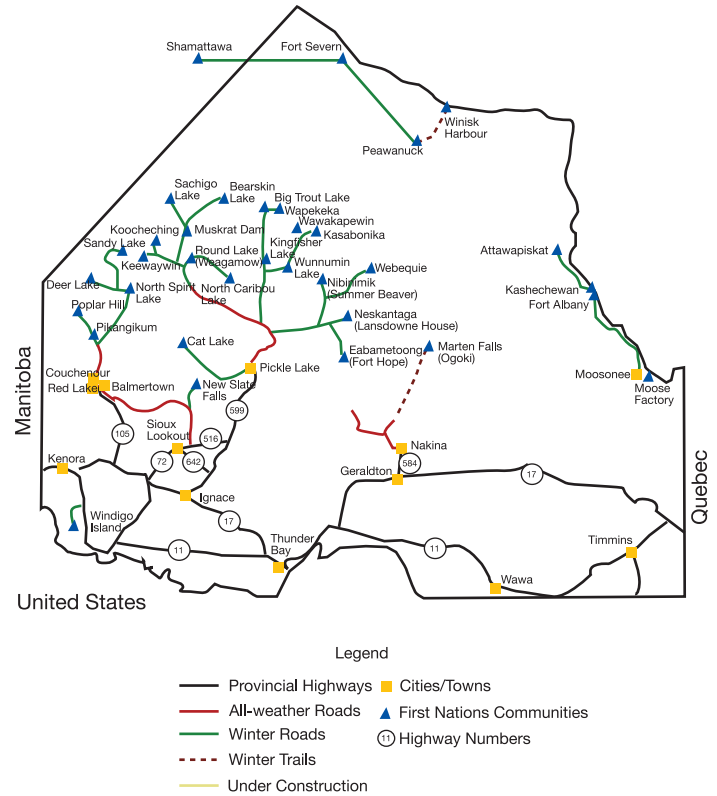 Shamattawa
Fort Severn
Winisk
Harbour
Peawanuck
Sachigo
Lake
Bearskin
Lake
Big Trout Lake
Wapekeka
Wawakapewin
Kasabonika
Koocheching
Muskrat Dam
Sandy Lake
Keewaywin
Round Lake
(Weagamow)
Kingfisher
Lake
Wunnumin
Lake
Webequie
Attawapiskat
Deer Lake
North Spirit
Lake
North Caribou
Lake
Nibinimik
(Summer Beaver)
Kashechewan
Fort Albany
Poplar Hill
Pikangikum
Neskantaga
(Lansdowne House)
Cat Lake
Eabametoong
(Fort Hope)
Marten Falls
(Ogoki)
Pickle Lake
Couchenour
Red Lake
Balmertown
New Slate
Falls
Moosonee
Moose
Factory
Manitoba
599
105
Sioux
Lookout
516
72
642
Nakina
584
Kenora
Geraldton
17
Ignace
17
Quebec
Windigo
Island
11
Thunder
Bay
11
Timmins
Wawa
United States
Legend
Provincial Highways
Cities/Towns
All-weather Roads
First Nations Communities
Winter Roads
11
Highway Numbers
Winter Trails
Under Construction